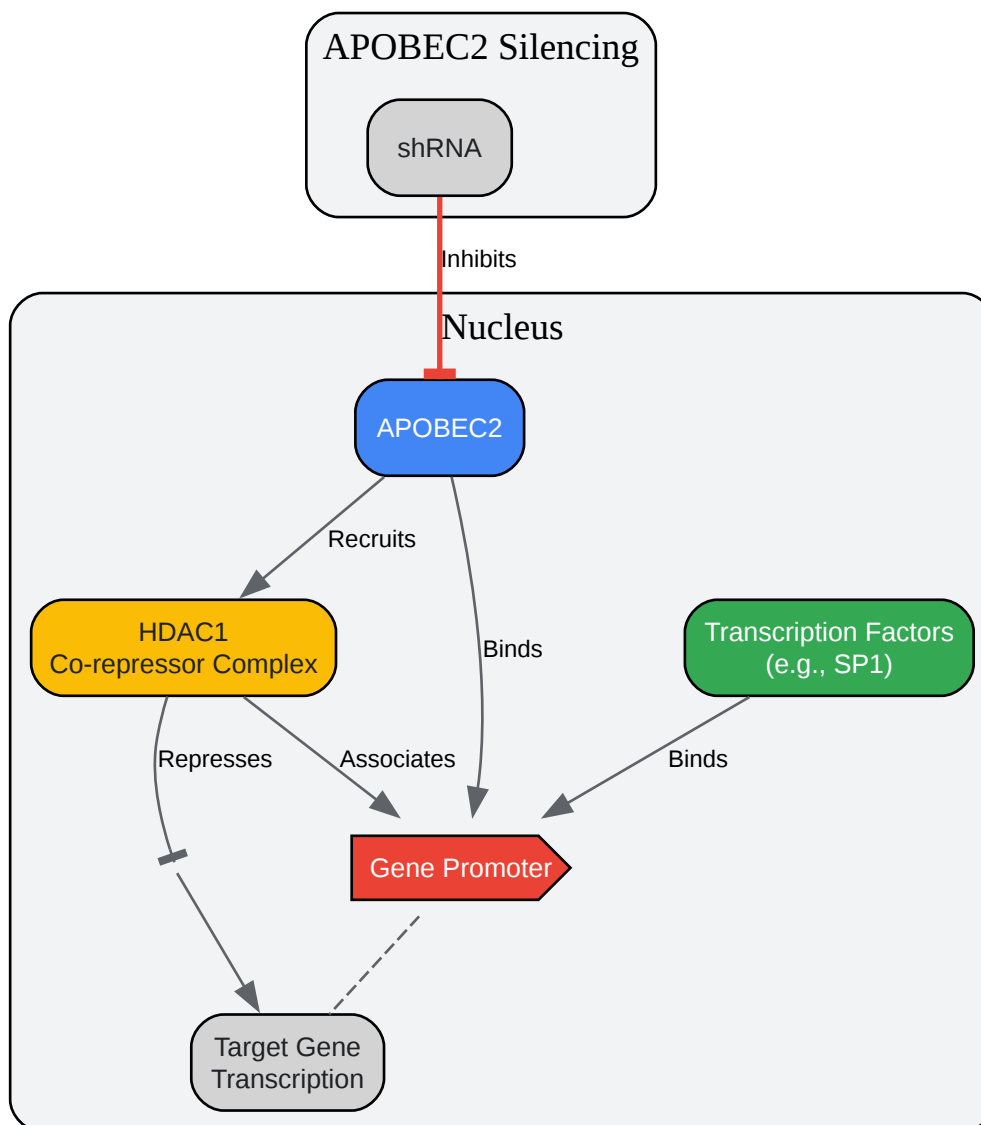 APOBEC2 Silencing
shRNA
Inhibits
Nucleus
APOBEC2
Recruits
HDAC1
Co-repressor Complex
Binds
Transcription Factors
(e.g., SP1)
Represses
Associates
Binds
Gene Promoter
Target Gene
Transcription